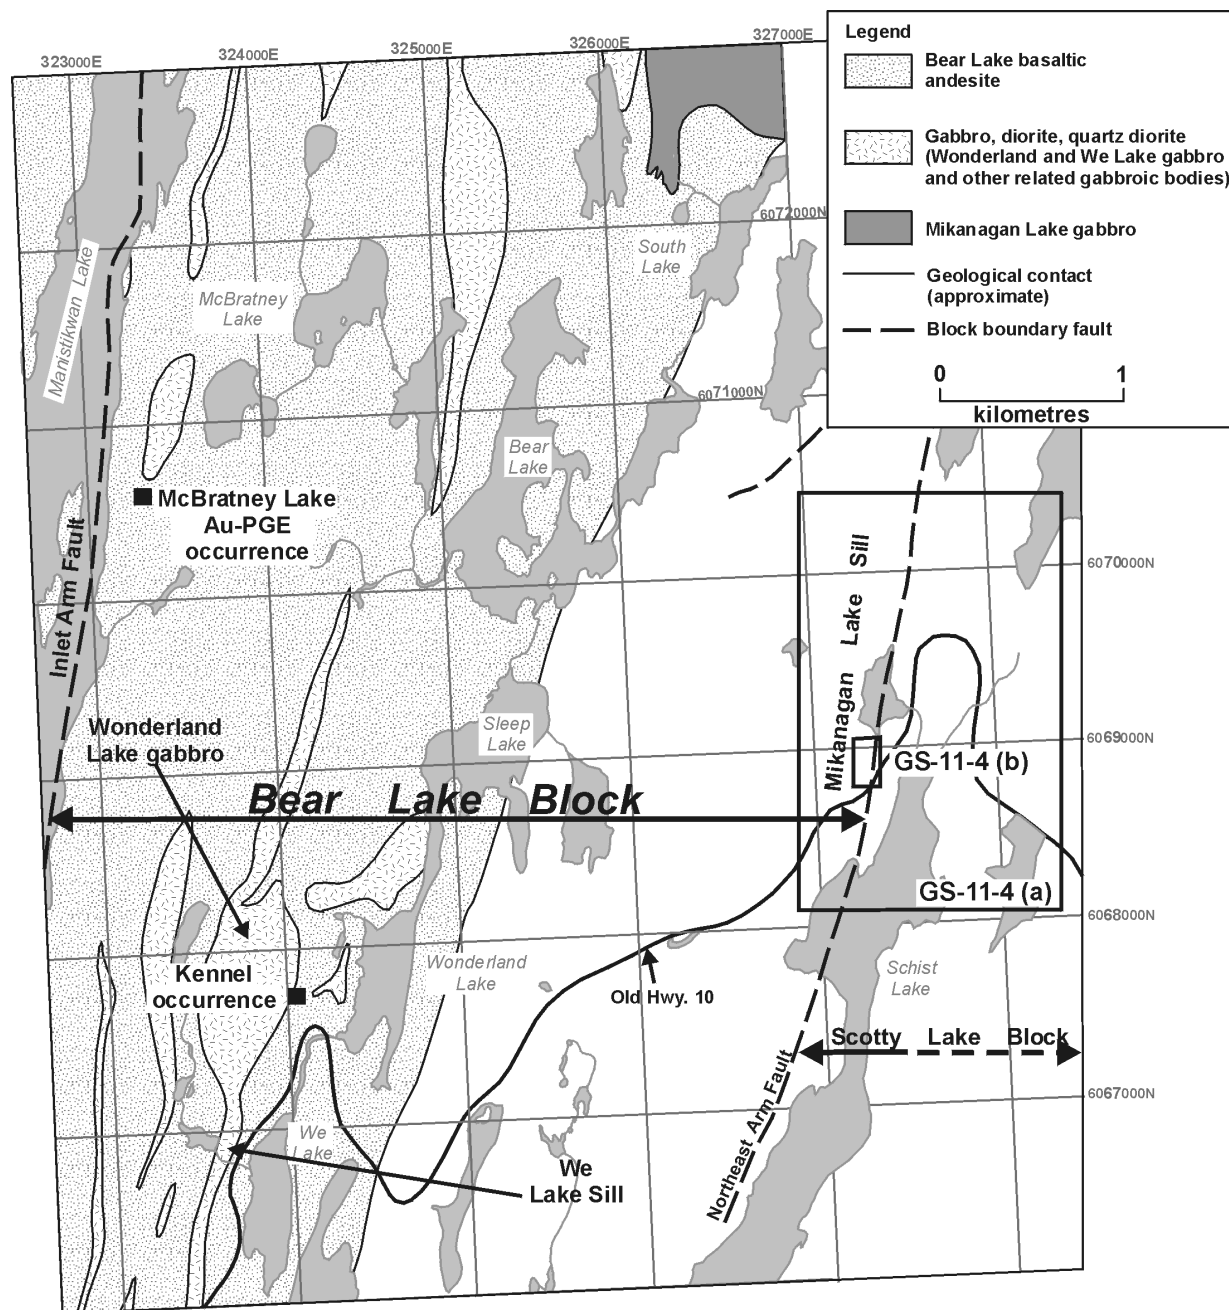 323000E
324000E
325000E
326000E
327000E
Legend
Bear Lake basaltic
andesite
Gabbro, diorite, quartz diorite
(Wonderland and We Lake gabbro
and other related gabbroic bodies)
Mikanagan Lake gabbro
Geological contact
(approximate)
Block boundary fault
0 1
kilometres
6072000N
South
Lake
Manistikwan Lake
McBratney
Lake
6071000N
Bear
Lake
McBratney Lake
Au-PGE
occurrence
Inlet Arm Fault
6070000N
Mikanagan Lake Sill
Wonderland
Lake gabbro
Sleep
Lake
6069000N
GS-11-4 (b)
Bear Lake Block
GS-11-4 (a)
6068000N
Kennel
occurrence
Wonderland
Lake
Schist
Lake
Old Hwy. 10
Scotty Lake Block
6067000N
Northeast Arm Fault
We
Lake
We
Lake Sill